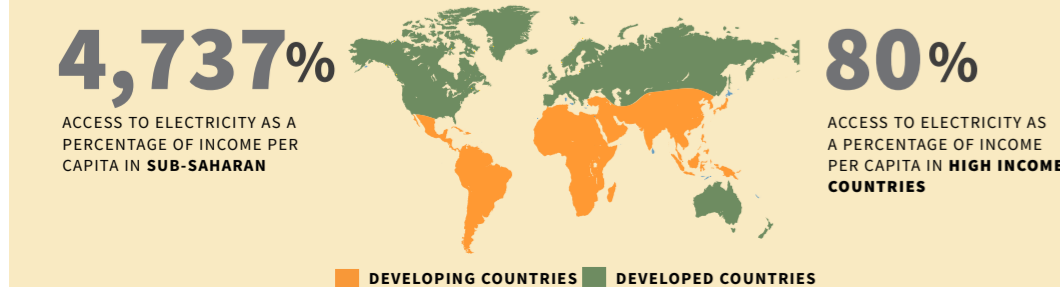 4,737%
ACCESS TO ELECTRICITY AS A
PERCENTAGE OF INCOME PER
CAPITA IN SUB-SAHARAN
80%
ACCESS TO ELECTRICITY AS
A PERCENTAGE OF INCOME
PER CAPITA IN HIGH INCOME
COUNTRIES
DEVELOPING COUNTRIES
DEVELOPED COUNTRIES